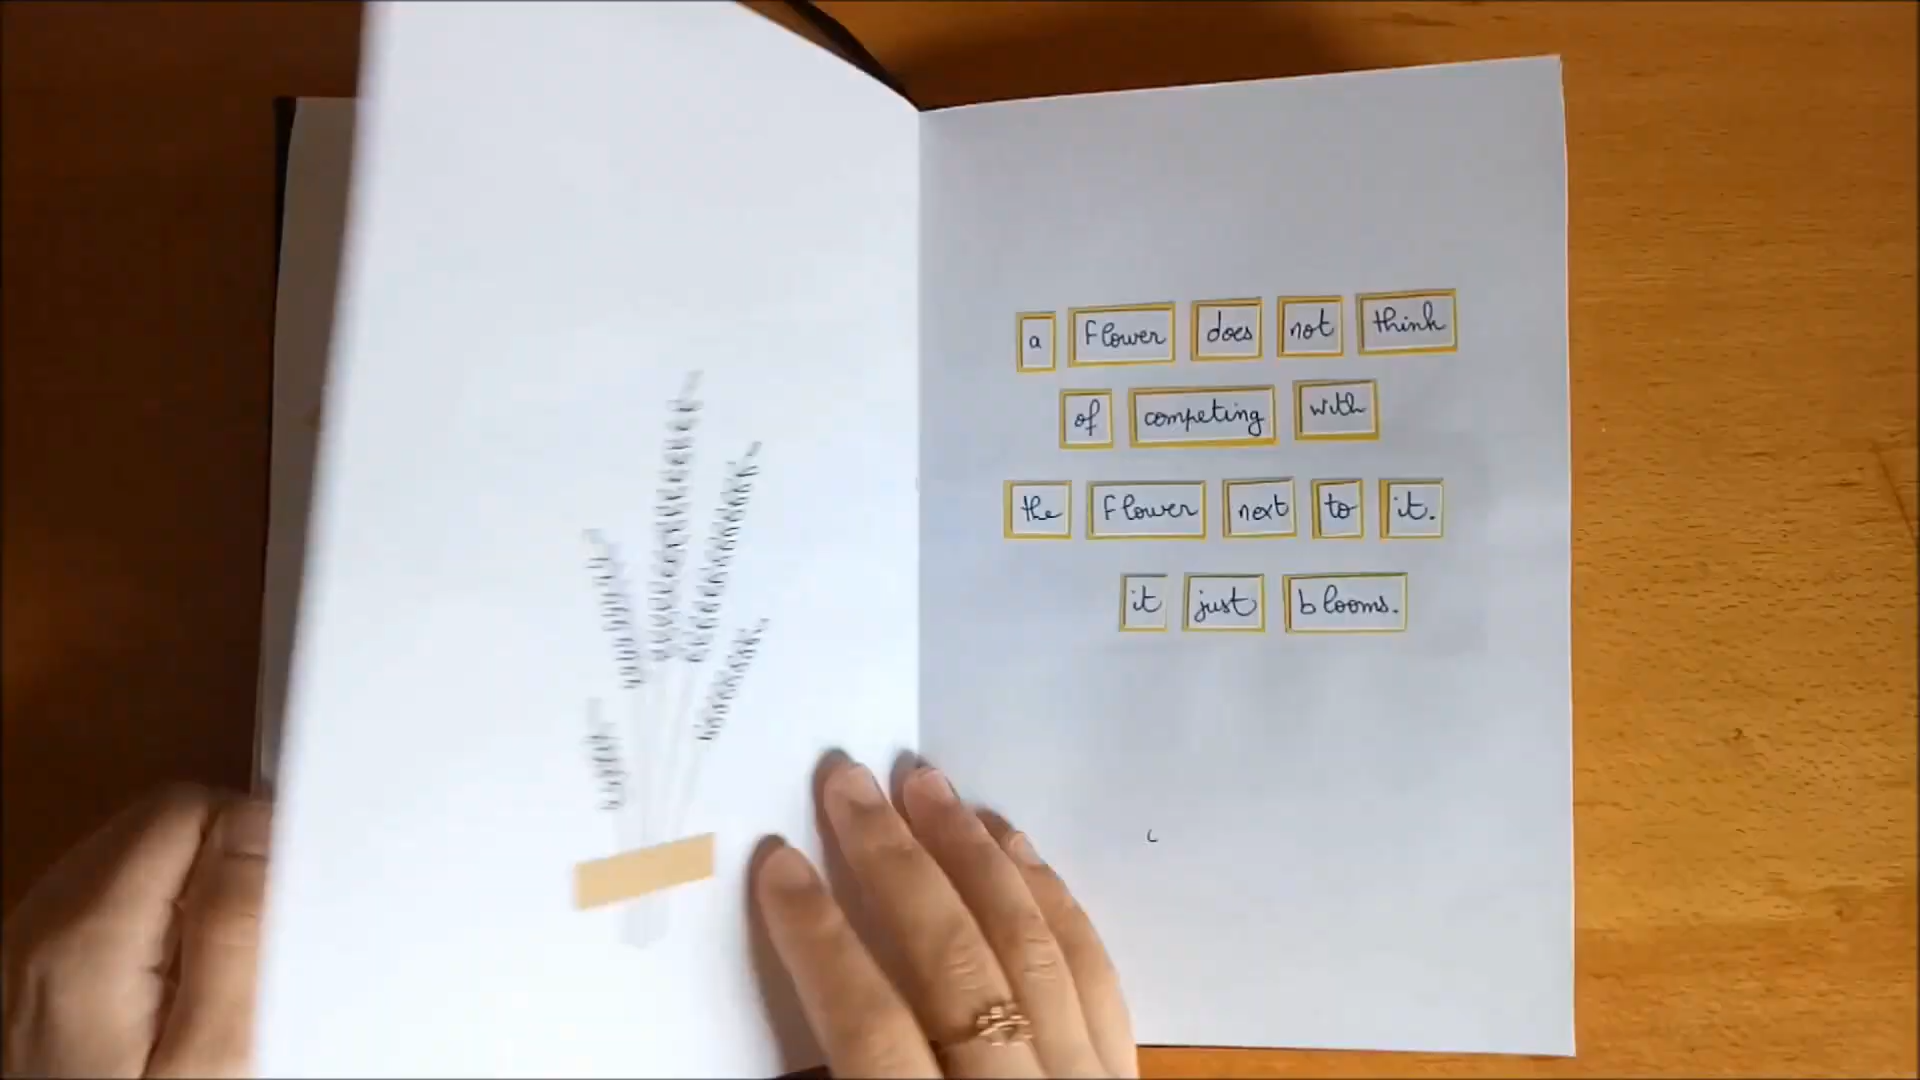 a flower does not think
of competing with
the flower next to it.
it just blooms.